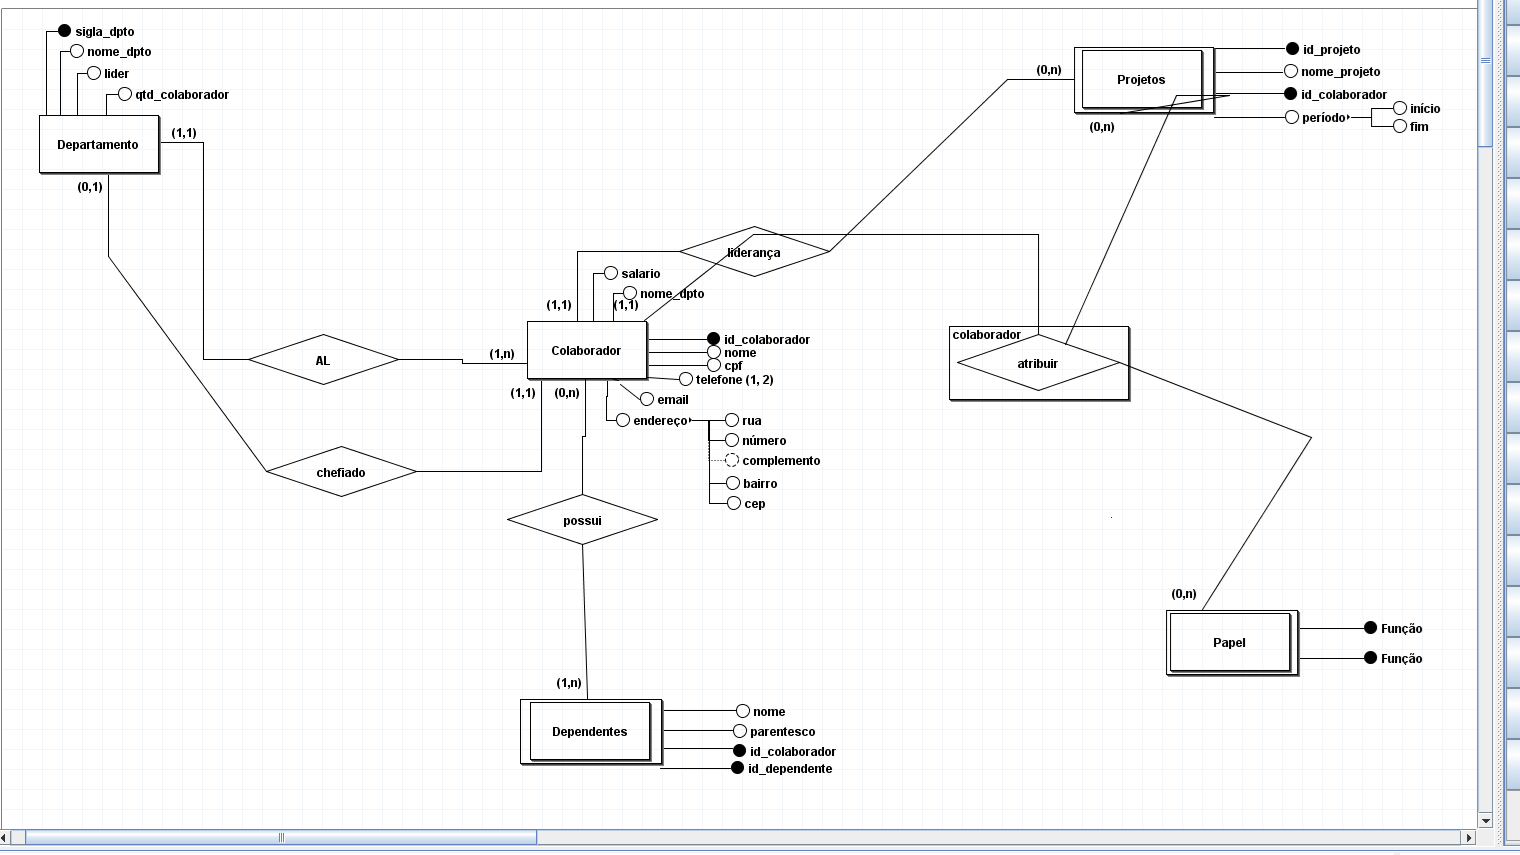 sigla_dpto
nome_dpto
lider
qtd_colaborador
Departamento
(1,1)
(0,1)
(0,n)
Projetos
(0,n)
id_projeto
nome_projeto
id_colaborador
período
início
fim
liderança
salario
nome_dpto
(1,1)
(1,1)
AL
(1,n)
Colaborador
id_colaborador
nome
cpf
telefone (1, 2)
email
endereço
rua
número
complemento
bairro
cep
(1,1)
(0,n)
colaborador
atribuir
chefiado
possui
(0,n)
Papel
Função
Função
(1,n)
Dependentes
nome
parentesco
id_colaborador
id_dependente